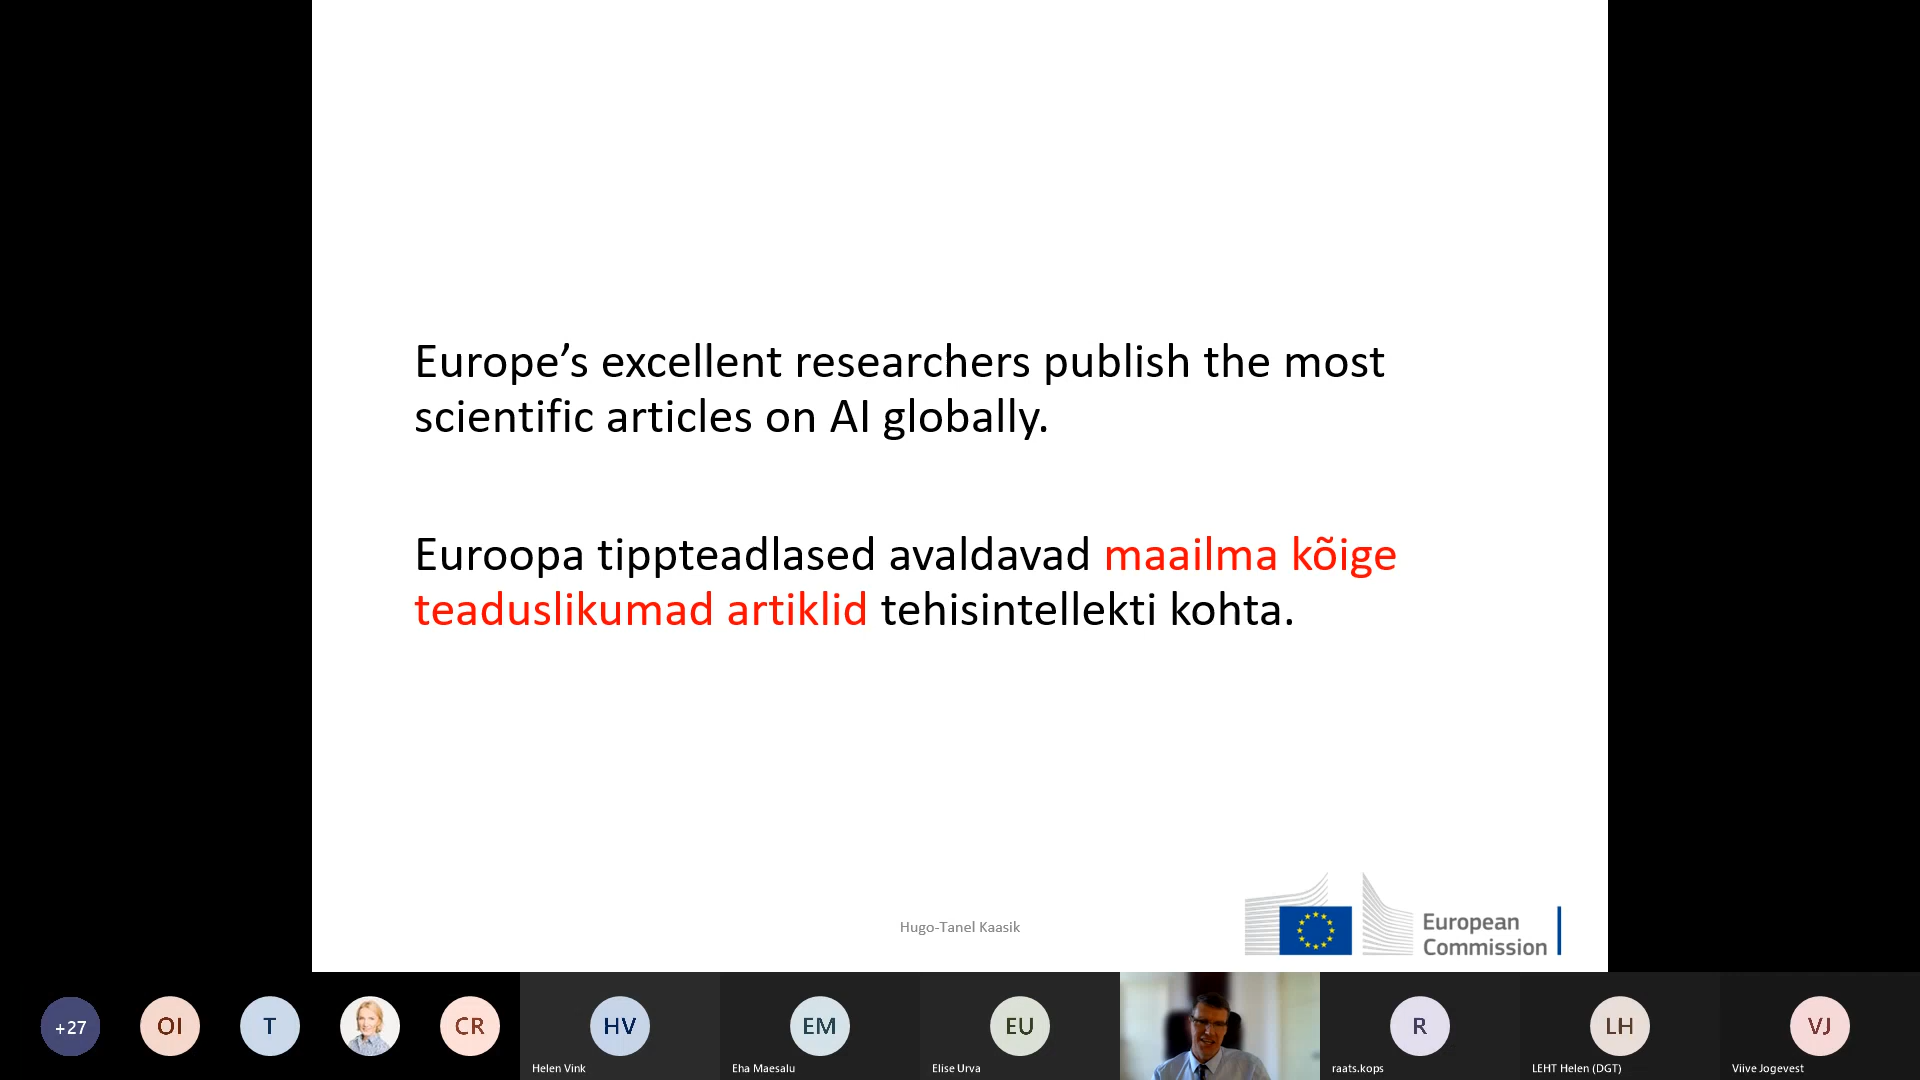 Europe’s excellent researchers publish the most
scientific articles on AI globally.
Euroopa tippteadlased avaldavad maailma kõige
teaduslikumad artiklid tehisintellekti kohta.
Hugo-Tanel Kaasik
European
Commission
+27
OI
T
CR
HV
Helen Vink
EM
Eha Maesalu
EU
Elise Urva
R
raats.kops
LH
LEHT Helen (DGT)
VJ
Viive Jogevest